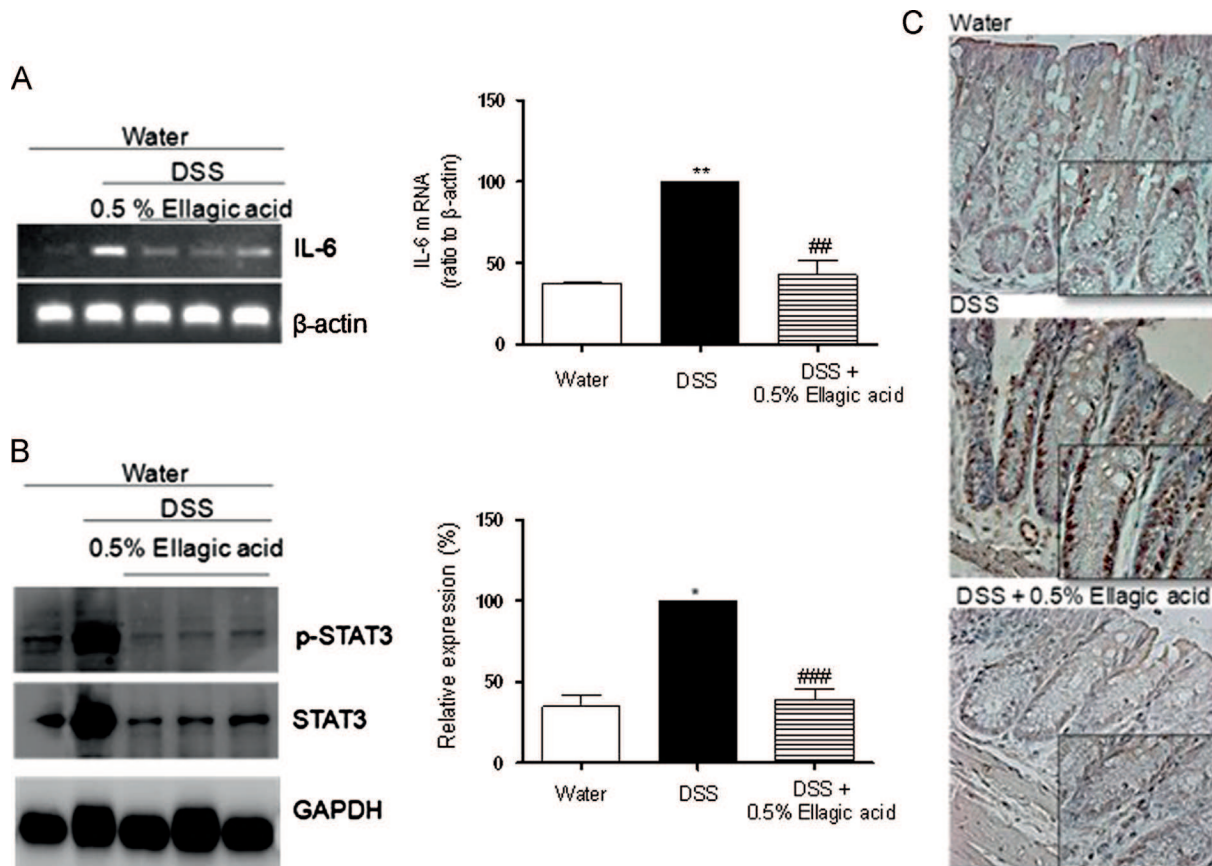 A
Water
DSS
0.5 % Ellagic acid
IL-6
β-actin
150
100
50
0
IL-6 m RNA
(ratio to β-actin)
**
##
Water
DSS
DSS +
0.5% Ellagic acid
B
Water
DSS
0.5% Ellagic acid
p-STAT3
STAT3
GAPDH
150
100
50
0
Relative expression (%)
*
###
Water
DSS
DSS +
0.5% Ellagic acid
C
Water
DSS
DSS + 0.5% Ellagic acid